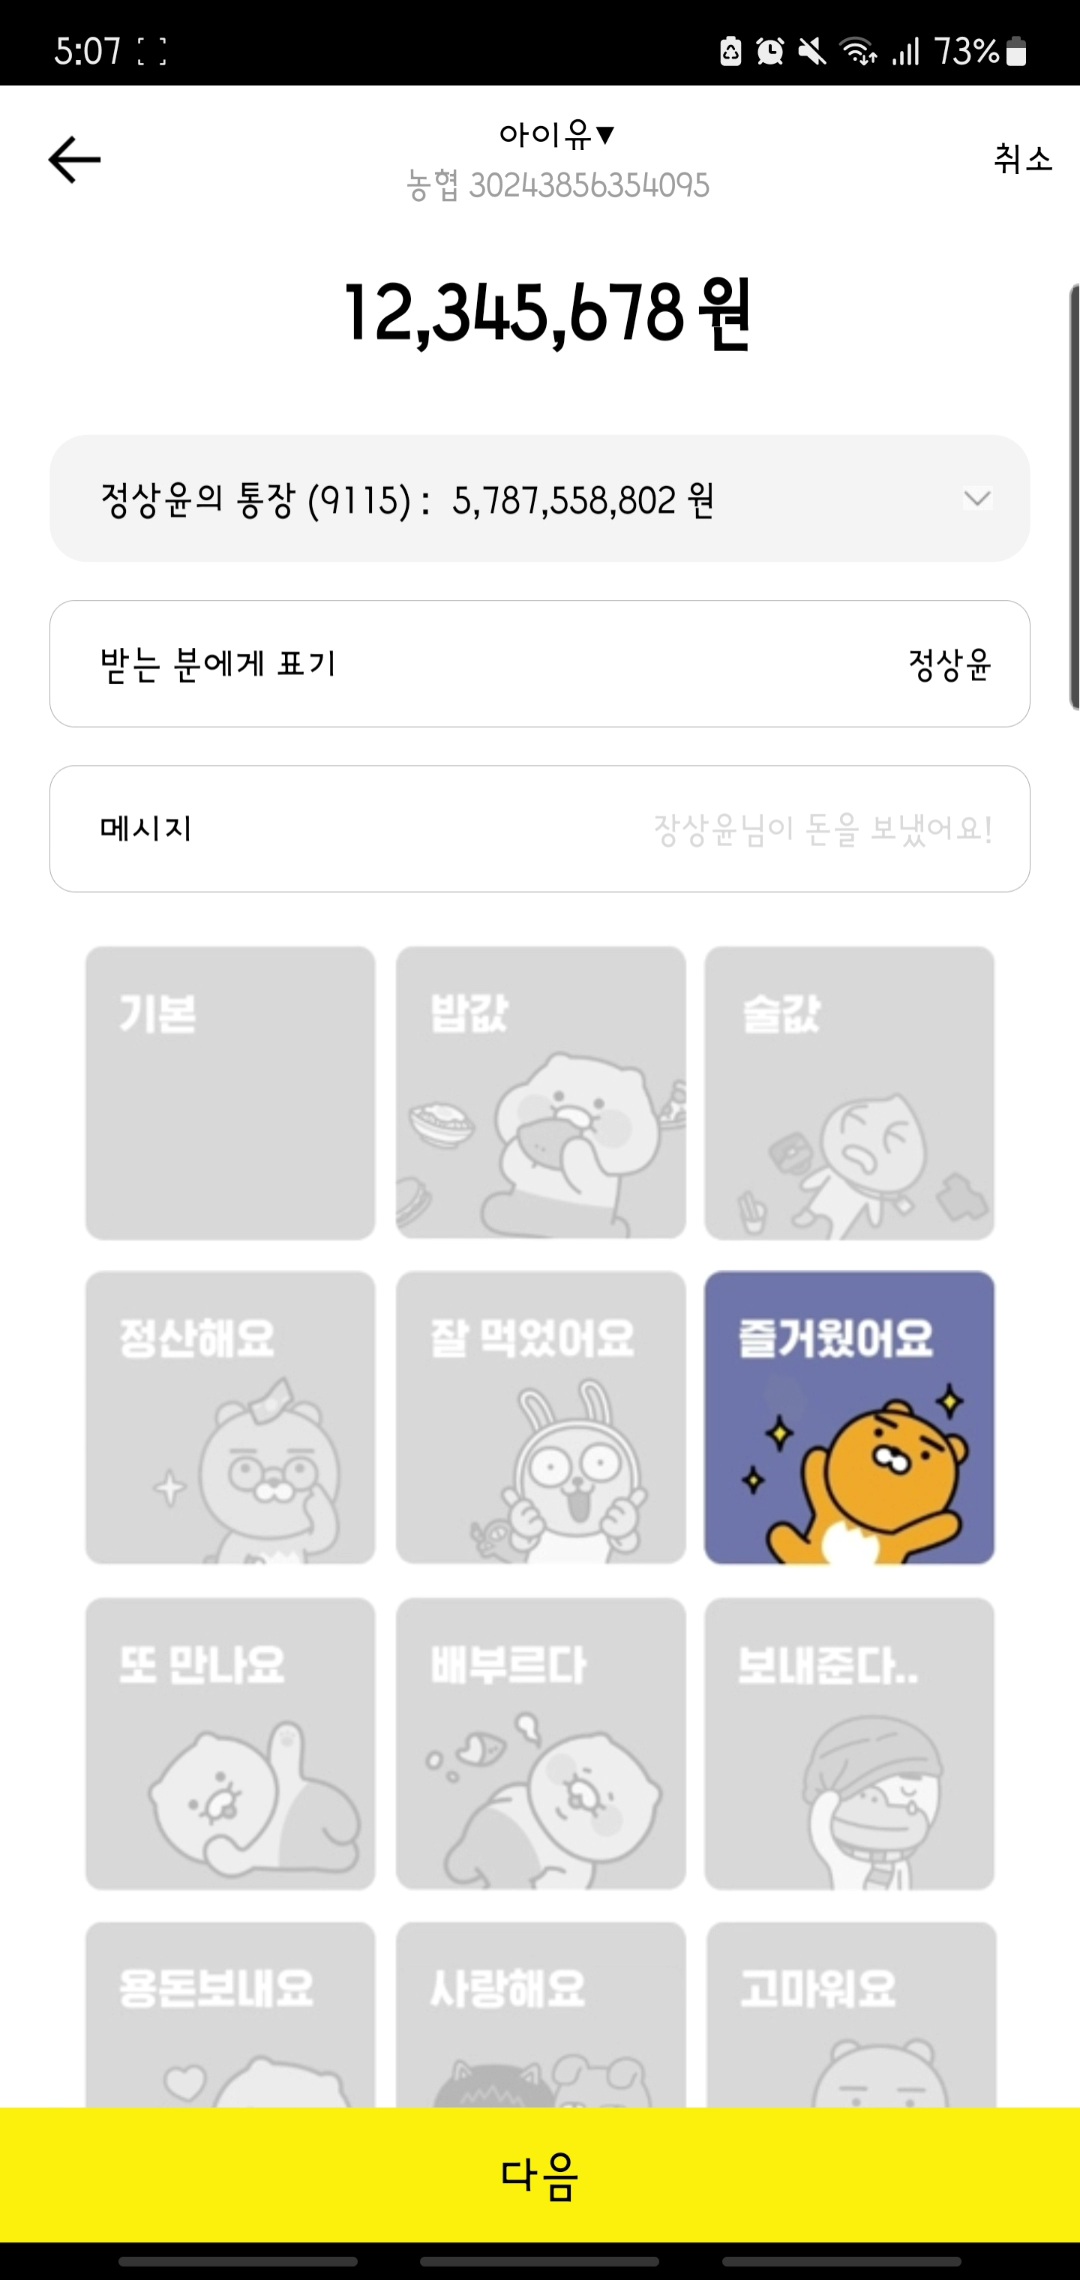 5:07 73%
아이유▼
취소
농협 30243856354095
12,345,678 원
정상윤의 통장 (9115) : 5,787,558,802 원
받는 분에게 표기 정상윤
메시지 장상윤님이 돈을 보냈어요!
기본 밥값 술값
정산해요 잘 먹었어요 즐거웠어요
또 만나요 배부르다 보내준다..
용돈보내요 사랑해요 고마워요
다음